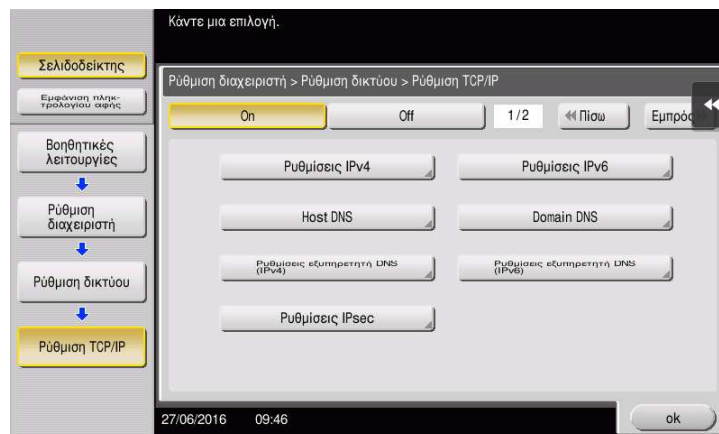 Κάντε μια επιλογή.
Σελιδοδείκτης
Εμφάνιση πληκ-
τρολογίου αφής
Βοηθητικές
λειτουργίες
Ρύθμιση
διαχειριστή
Ρύθμιση δικτύου
Ρύθμιση TCP/IP
Ρύθμιση διαχειριστή > Ρύθμιση δικτύου > Ρύθμιση TCP/IP
On Off 1/2 Πίσω Εμπρός
Ρυθμίσεις IPv4 Ρυθμίσεις IPv6
Host DNS Domain DNS
Ρυθμίσεις εξυπηρετητή DNS
(IPv4)
Ρυθμίσεις εξυπηρετητή DNS
(IPv6)
Ρυθμίσεις IPsec
27/06/2016 09:46
ok